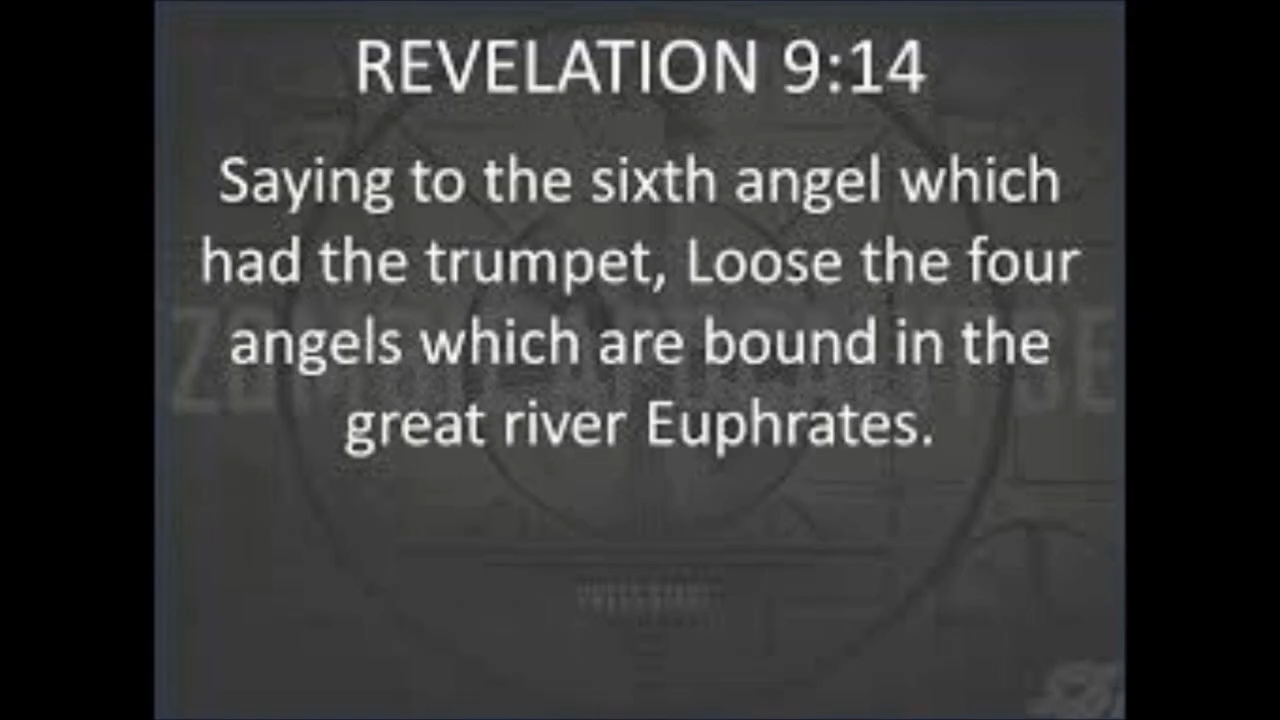 REVELATION 9:14
Saying to the sixth angel which
had the trumpet, Loose the four
angels which are bound in the
great river Euphrates.